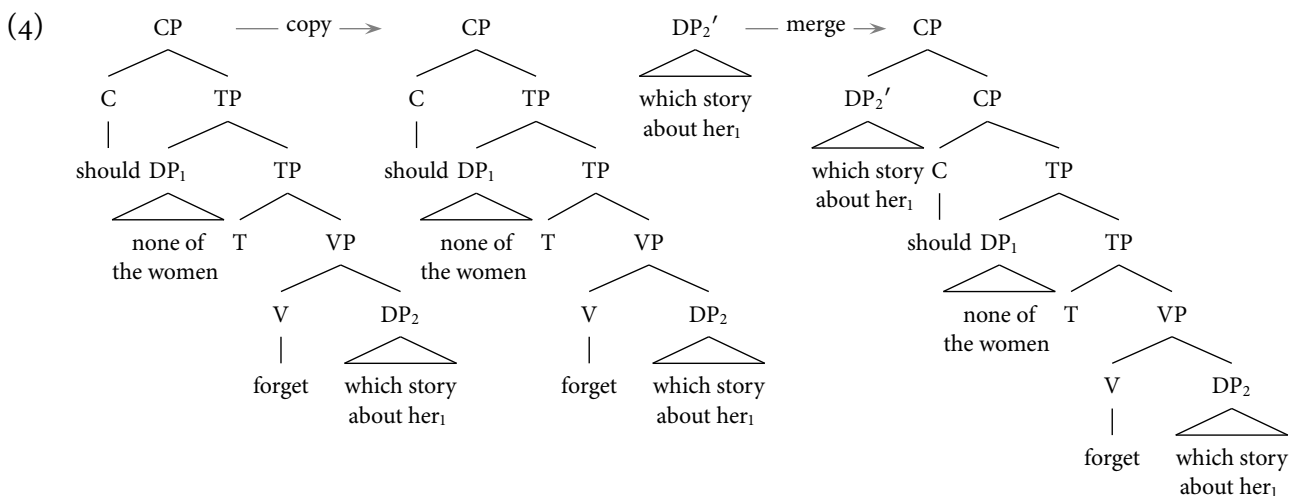 (4) CP copy CP DP₂′ merge CP
C TP C TP which story about her₁ DP₂′ CP
should DP₁ TP should DP₁ TP which story about her₁ C TP
none of the women T VP none of the women T VP should DP₁ TP
V DP₂ V DP₂ none of the women T VP
forget which story about her₁ forget which story about her₁ V DP₂
forget which story about her₁